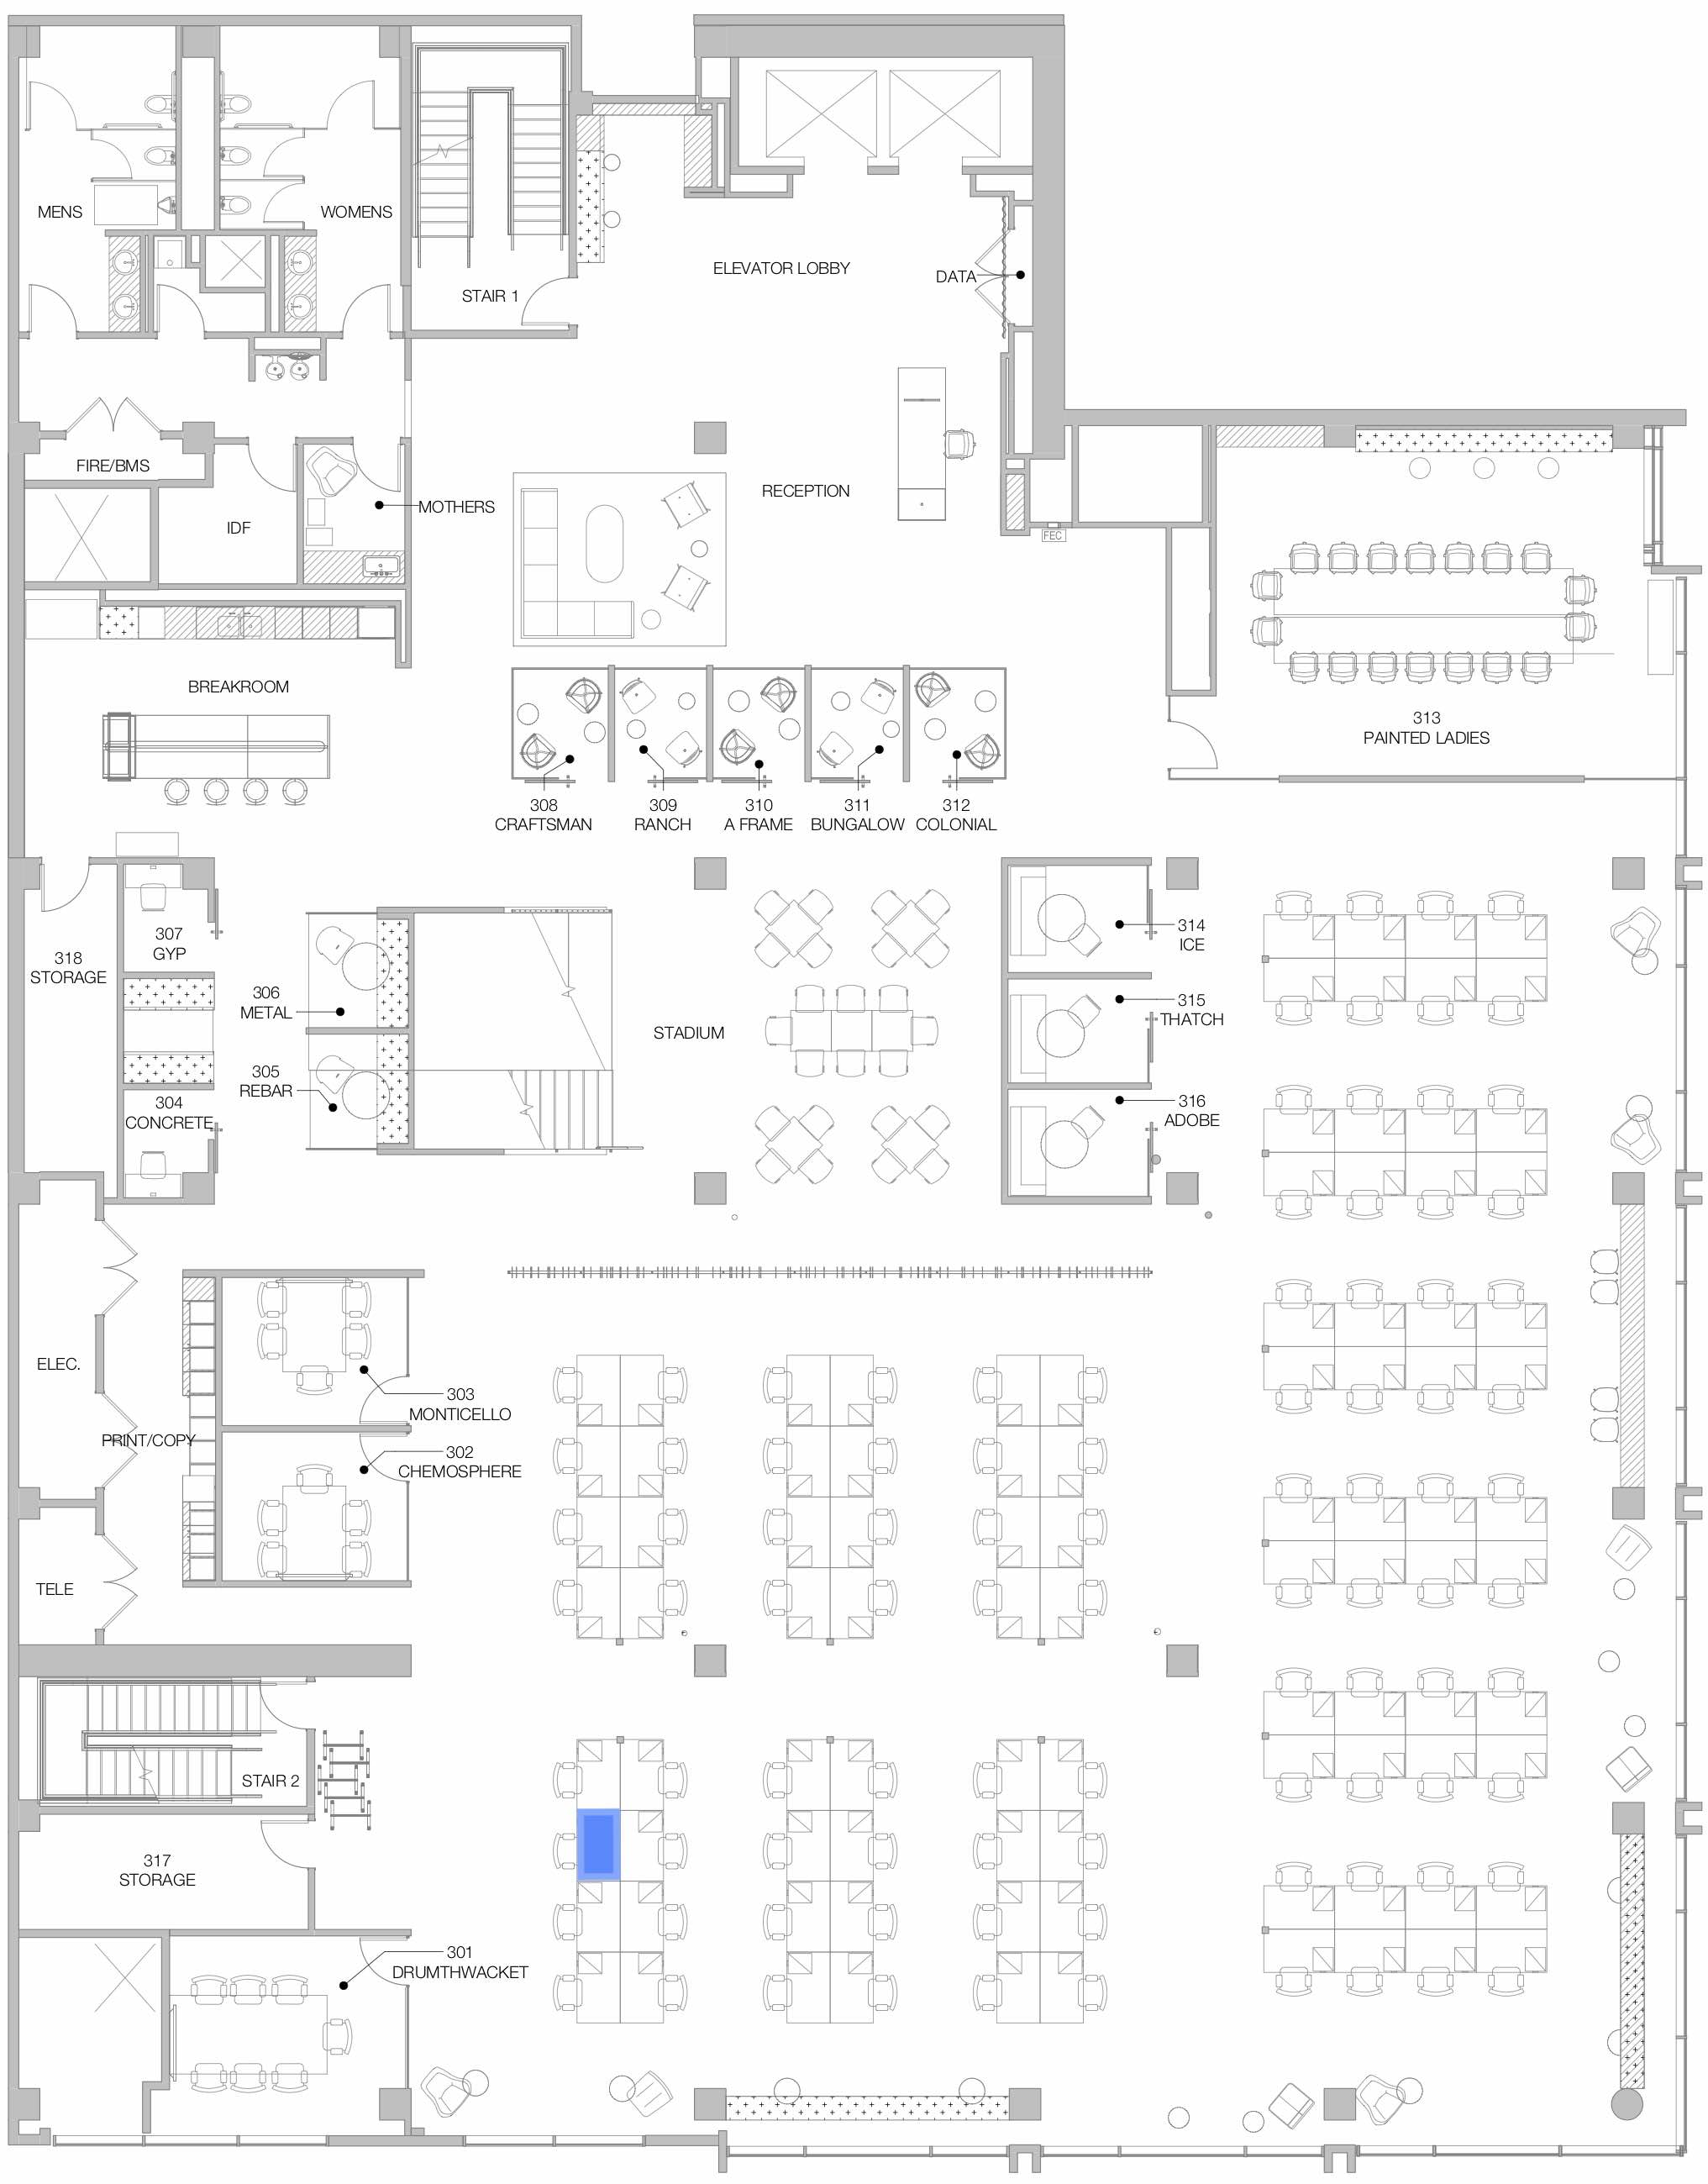 MENS
WOMENS
STAIR 1
ELEVATOR LOBBY
DATA
FIRE/BMS
IDF
MOTHERS
RECEPTION
FEC
BREAKROOM
313
PAINTED LADIES
308
CRAFTSMAN
309
RANCH
310
A FRAME
311
BUNGALOW
312
COLONIAL
318
STORAGE
307
GYP
306
METAL
305
REBAR
304
CONCRETE
STADIUM
314
ICE
315
THATCH
316
ADOBE
ELEC.
PRINT/COPY
303
MONTICELLO
302
CHEMOSPHERE
TELE
STAIR 2
317
STORAGE
301
DRUMTHWACKET